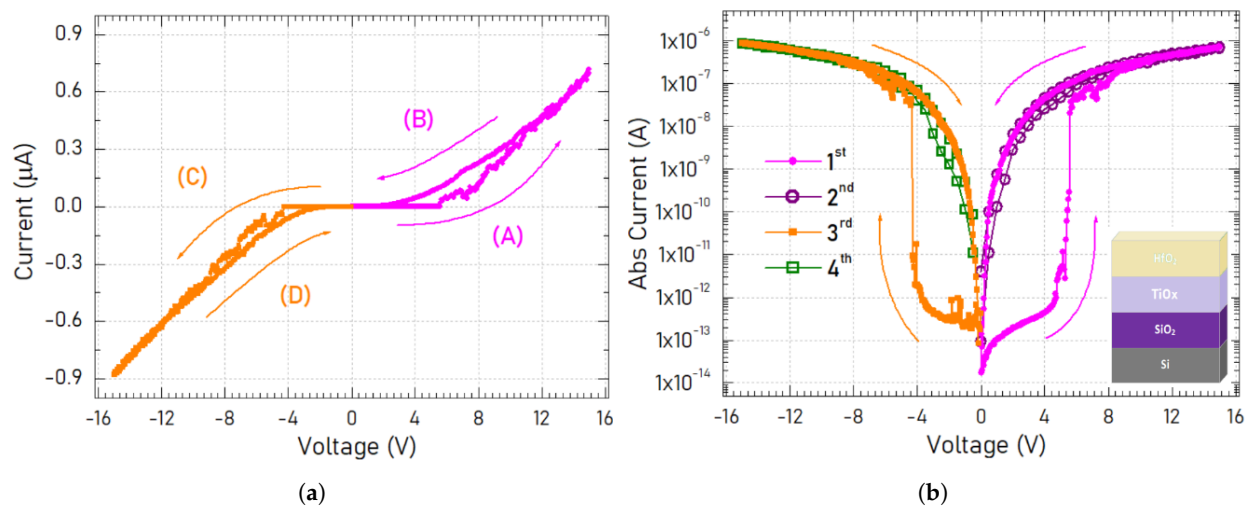 0.9
0.6
0.3
0.0
-0.3
-0.6
-0.9
Current (µA)
(B)
(C)
(A)
(D)
-16 -12 -8 -4 0 4 8 12 16
Voltage (V)
(a)
1x10⁻⁶
1x10⁻⁷
1x10⁻⁸
1x10⁻⁹
1x10⁻¹⁰
1x10⁻¹¹
1x10⁻¹²
1x10⁻¹³
1x10⁻¹⁴
Abs Current (A)
1ˢᵗ
2ⁿᵈ
3ʳᵈ
4ᵗʰ
HfO₂
TiOx
SiO₂
Si
-16 -12 -8 -4 0 4 8 12 16
Voltage (V)
(b)